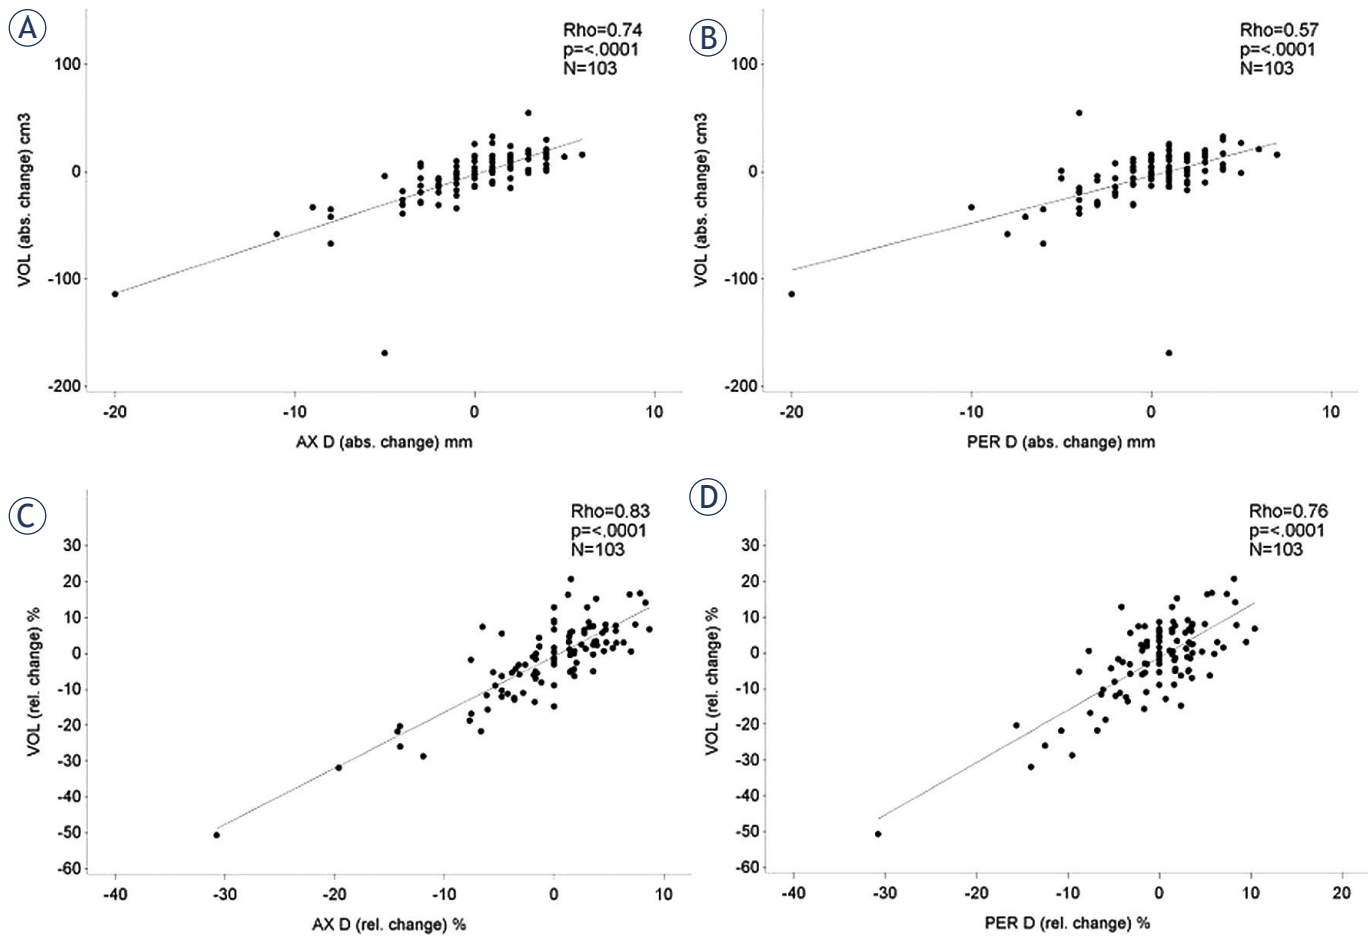 A
Rho=0.74
p=<.0001
N=103
100
0
-100
-200
VOL (abs. change) cm3
-20
-10
0
10
AX D (abs. change) mm
B
Rho=0.57
p=<.0001
N=103
100
0
-100
-200
VOL (abs. change) cm3
-20
-10
0
10
PER D (abs. change) mm
C
Rho=0.83
p=<.0001
N=103
30
20
10
0
-10
-20
-30
-40
-50
-60
VOL (rel. change) %
-40
-30
-20
-10
0
10
AX D (rel. change) %
D
Rho=0.76
p=<.0001
N=103
30
20
10
0
-10
-20
-30
-40
-50
-60
VOL (rel. change) %
-40
-30
-20
-10
0
10
20
PER D (rel. change) %